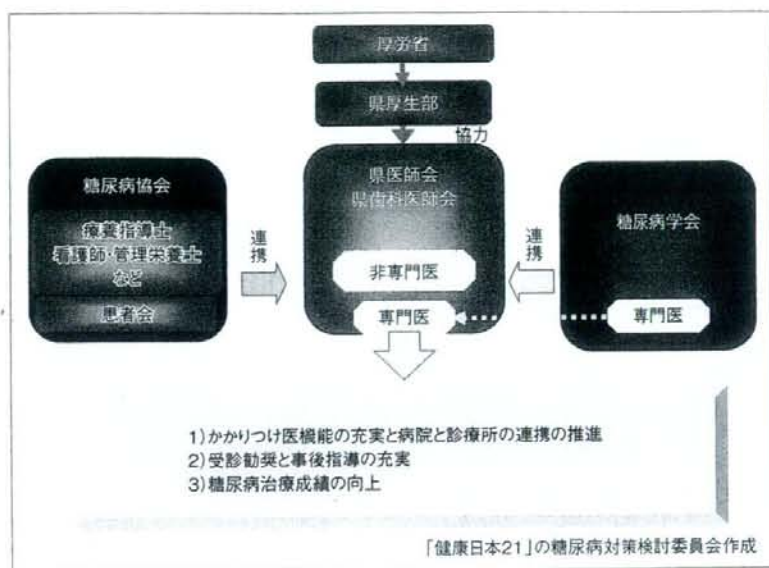 厚労省
県厚生部
協力
糖尿病協会
療養指導士
看護師・管理栄養士
など
患者会
連携
県医師会
県歯科医師会
非専門医
専門医
連携
糖尿病学会
専門医
1)かかりつけ医機能の充実と病院と診療所の連携の推進
2)受診勧奨と事後指導の充実
3)糖尿病治療成績の向上
「健康日本21」の糖尿病対策検討委員会作成